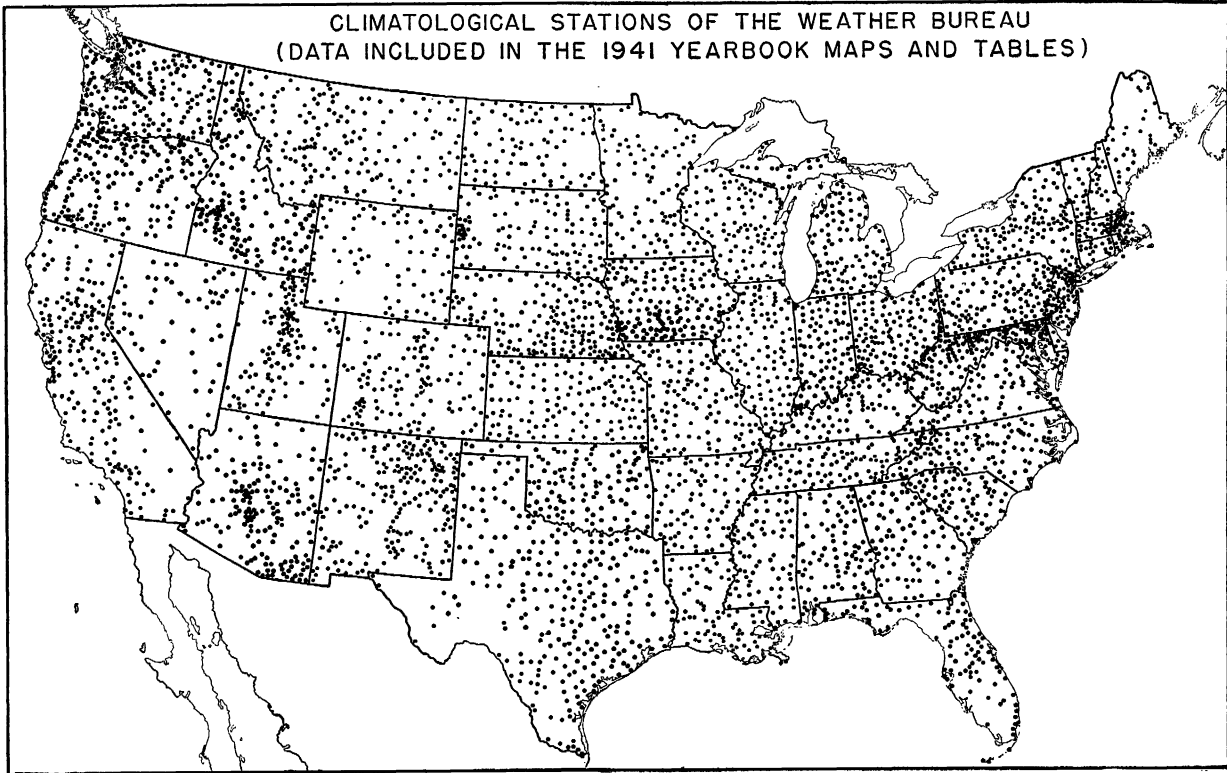 CLIMATOLOGICAL STATIONS OF THE WEATHER BUREAU
(DATA INCLUDED IN THE 1941 YEARBOOK MAPS AND TABLES)